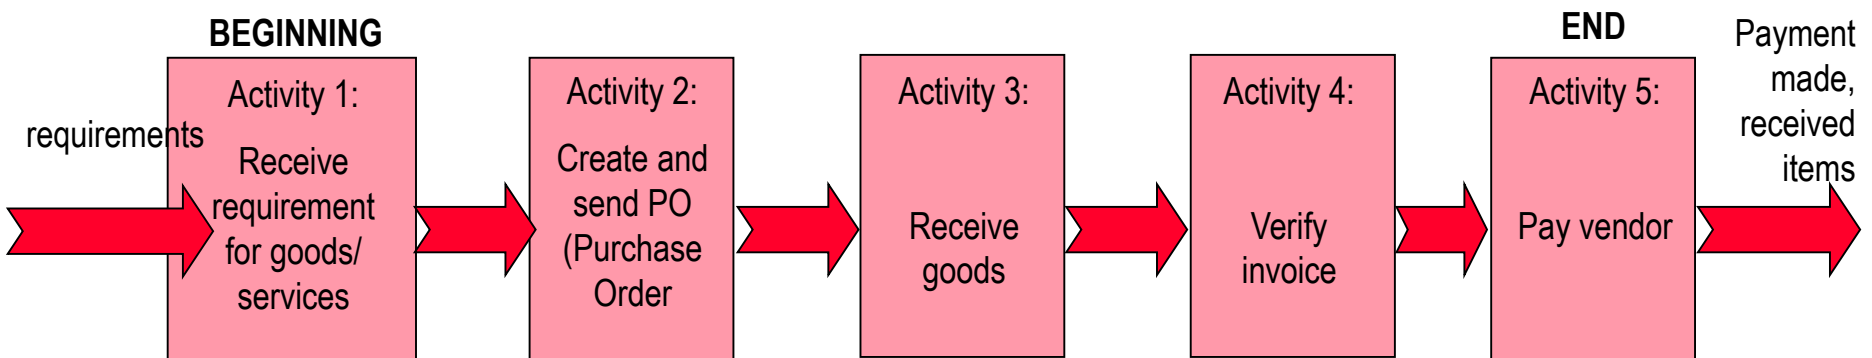 BEGINNING
END
requirements
Activity 1:
Receive
requirement
for goods/
services
Activity 2:
Create and
send PO
(Purchase
Order
Activity 3:
Receive
goods
Activity 4:
Verify
invoice
Activity 5:
Pay vendor
Payment
made,
received
items